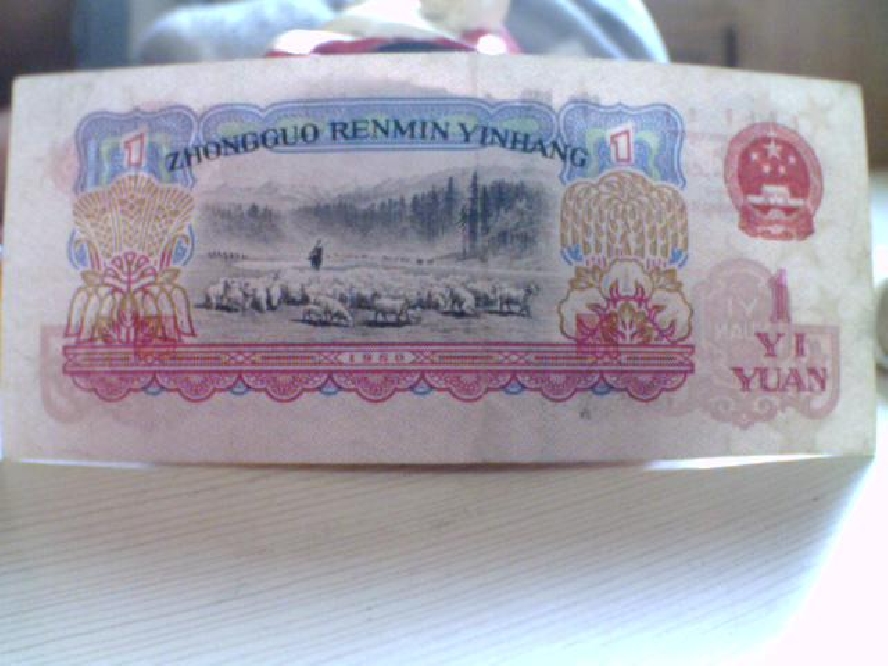 1
ZHONGGUO RENMIN YINHANG
1
1960
1
YI
YUAN